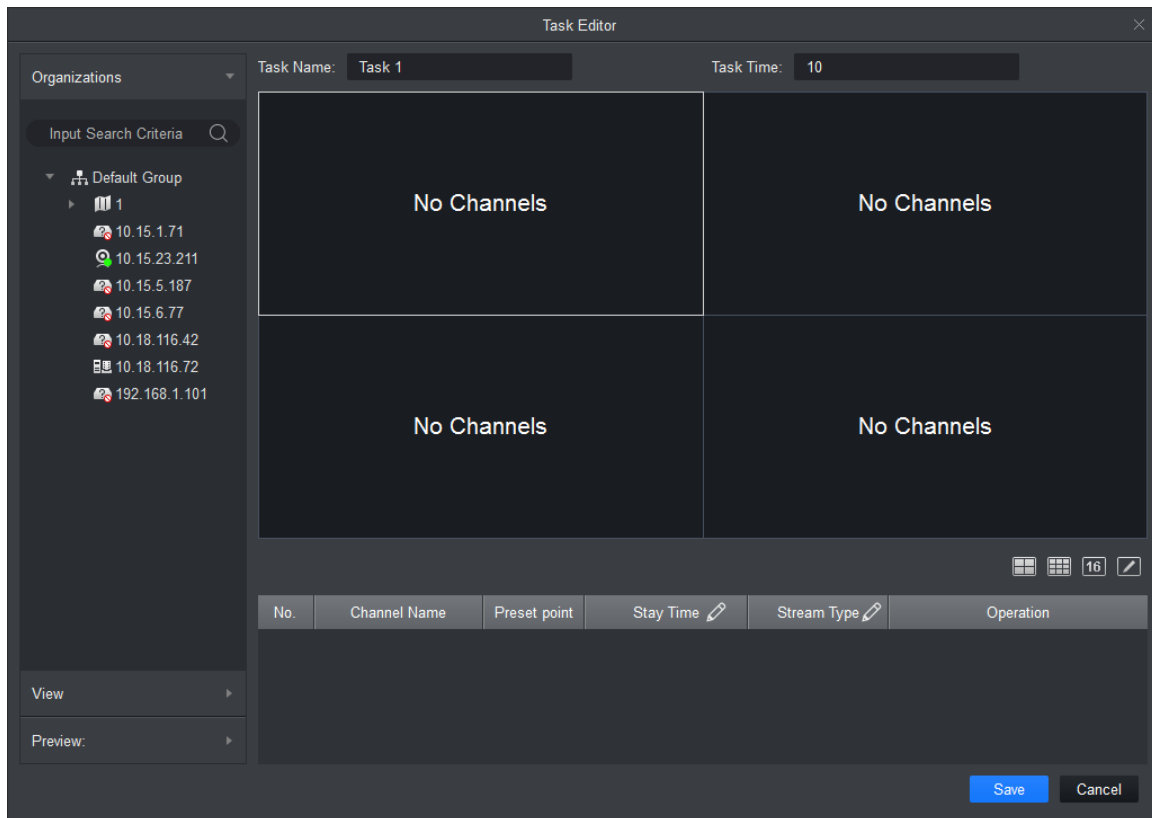 Task Editor
Organizations
Input Search Criteria
Default Group
1
10.15.1.71
10.15.23.211
10.15.5.187
10.15.6.77
10.18.116.42
10.18.116.72
192.168.1.101
View
Preview:
Task Name: Task 1 Task Time: 10
No Channels No Channels
No Channels No Channels
16
No. Channel Name Preset point Stay Time Stream Type Operation
Save Cancel